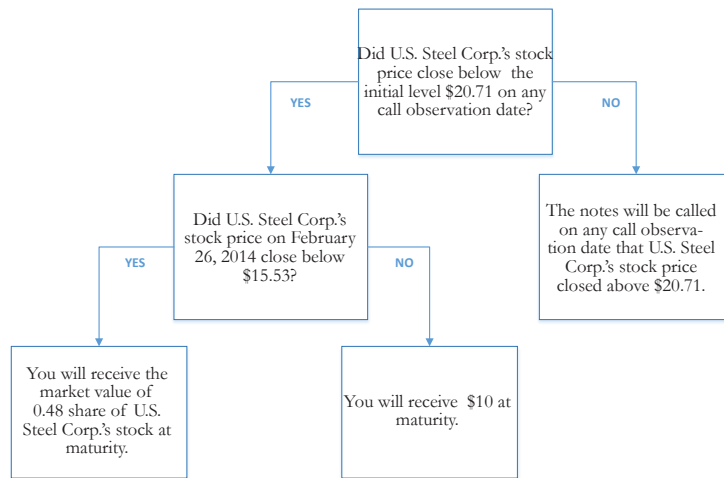 Did U.S. Steel Corp.'s stock
price close below the
initial level $20.71 on any
call observation date?
YES
NO
Did U.S. Steel Corp.'s
stock price on February
26, 2014 close below
$15.53?
The notes will be called
on any call observa-
tion date that U.S. Steel
Corp.'s stock price
closed above $20.71.
YES
NO
You will receive the
market value of
0.48 share of U.S.
Steel Corp.'s stock at
maturity.
You will receive $10 at
maturity.